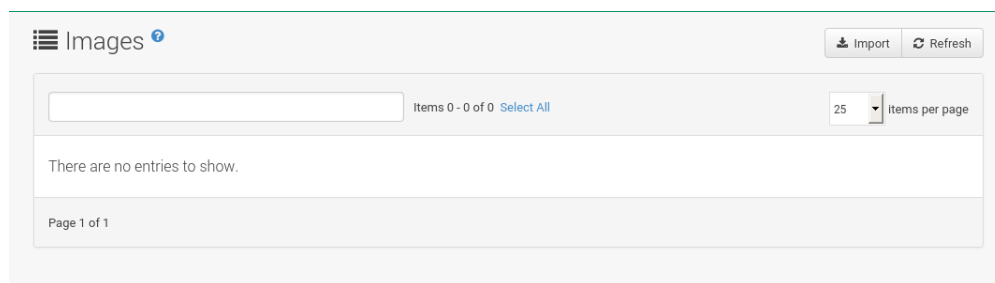 Images ?
Import Refresh
Items 0 - 0 of 0 Select All 25 items per page
There are no entries to show.
Page 1 of 1